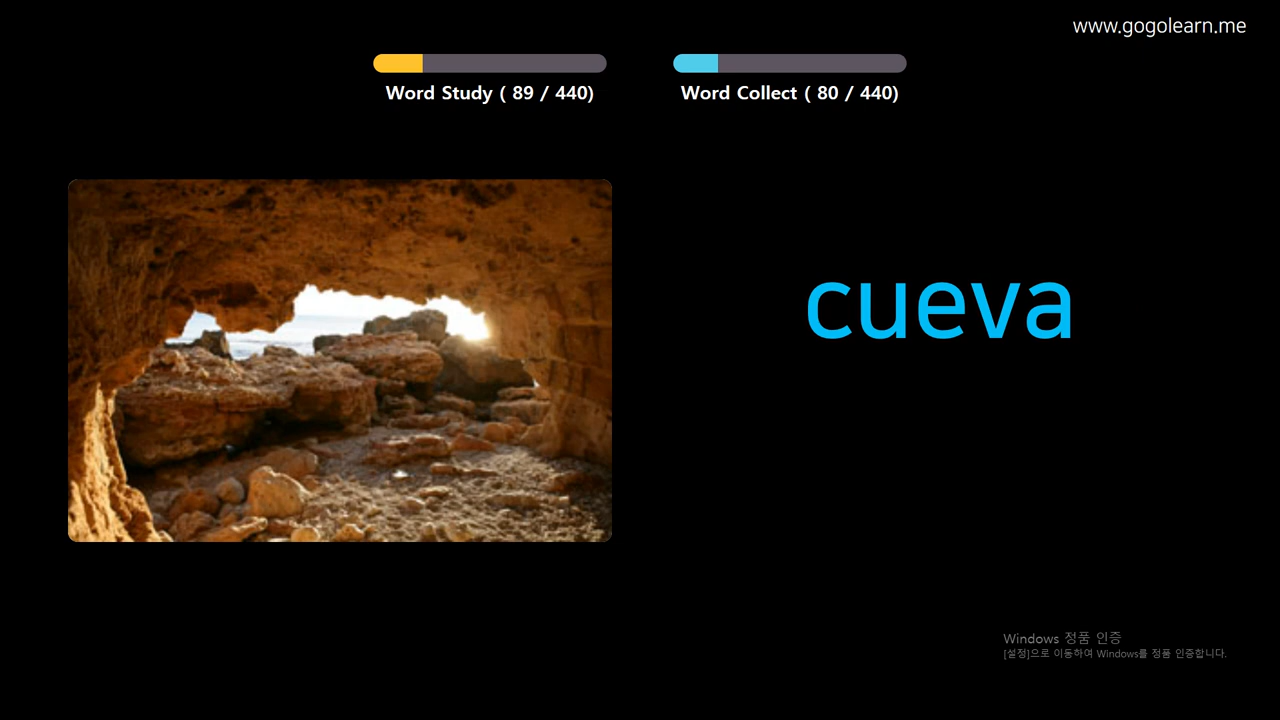 www.gogolearn.me
Word Study ( 89 / 440)
Word Collect ( 80 / 440)
cueva
Windows 정품 인증
[설정]으로 이동하여 Windows를 정품 인증합니다.